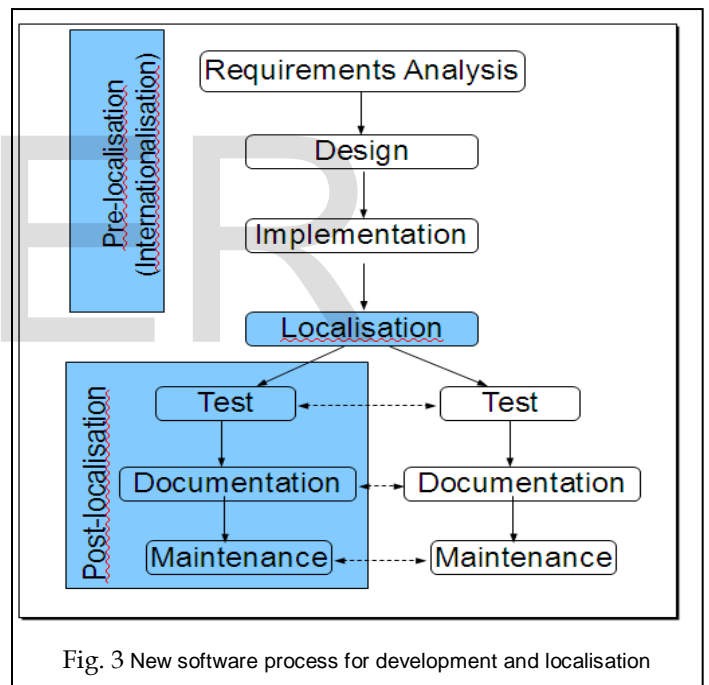 Pre-localisation
(Internationalisation)
Requirements Analysis
Design
Implementation
Localisation
Post-localisation
Test
Test
Documentation
Documentation
Maintenance
Maintenance
Fig. 3 New software process for development and localisation
ER